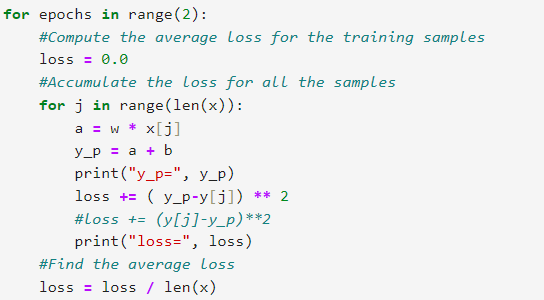 for epochs in range(2):
    #Compute the average loss for the training samples
    loss = 0.0
    #Accumulate the loss for all the samples
    for j in range(len(x)):
        a = w * x[j]
        y_p = a + b
        print("y_p=", y_p)
        loss += ( y_p-y[j]) ** 2
        #loss += (y[j]-y_p)**2
        print("loss=", loss)
    #Find the average loss
    loss = loss / len(x)